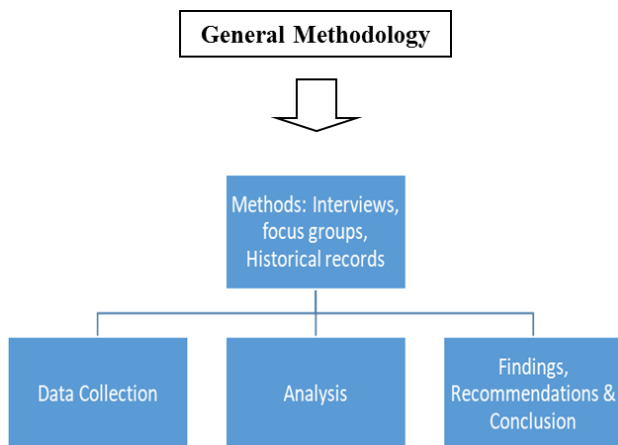 General Methodology
Methods: Interviews,
focus groups,
Historical records
Data Collection
Analysis
Findings,
Recommendations &
Conclusion